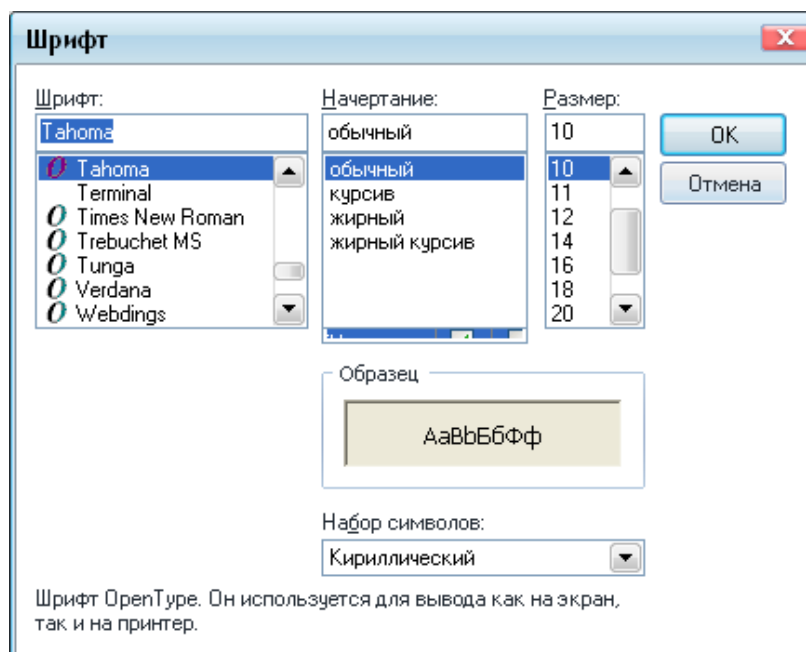 Шрифт
Шрифт:
Начертание:
Размер:
Tahoma
обычный
10
OK
Отмена
Tahoma
Terminal
Times New Roman
Trebuchet MS
Tunga
Verdana
Webdings
обычный
курсив
жирный
жирный курсив
10
11
12
14
16
18
20
Образец
АаВbБбФф
Набор символов:
Кириллический
Шрифт OpenType. Он используется для вывода как на экран,
так и на принтер.